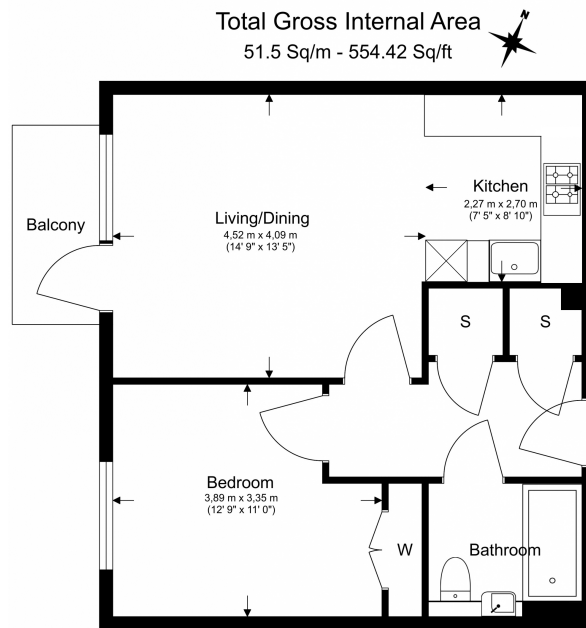 Total Gross Internal Area
51.5 Sq/m - 554.42 Sq/ft
N
Balcony
Living/Dining
4,52 m x 4,09 m
(14' 9" x 13' 5")
Kitchen
2,27 m x 2,70 m
(7' 5" x 8' 10")
S
S
Bedroom
3,89 m x 3,35 m
(12' 9" x 11' 0")
W
Bathroom